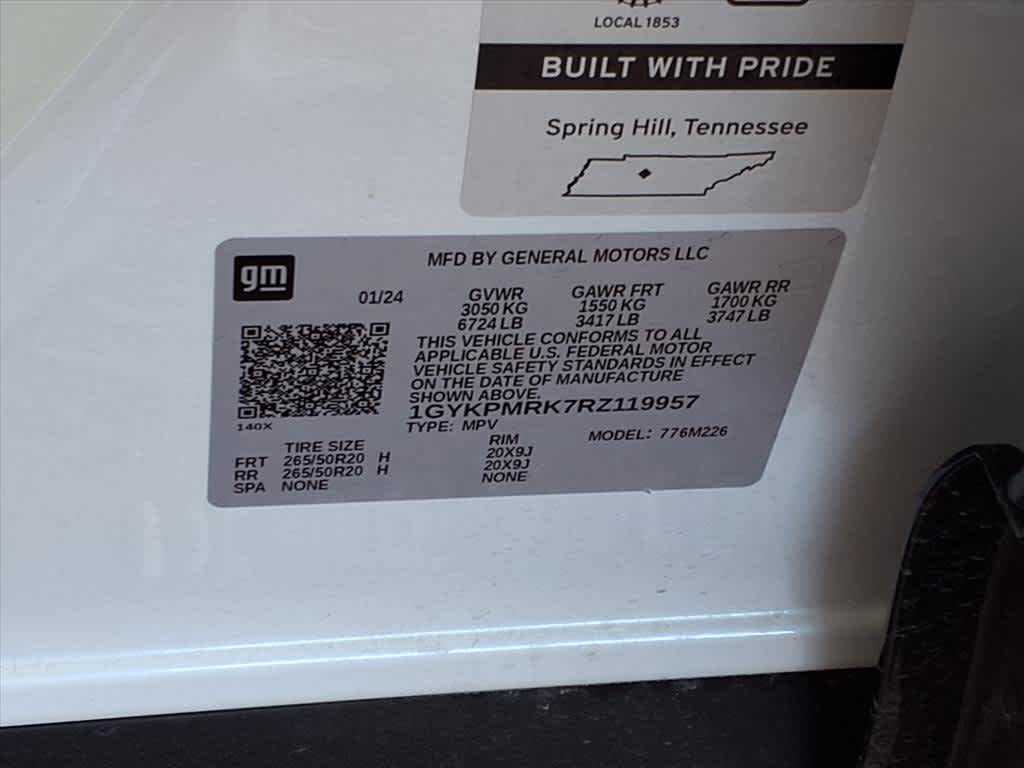 LOCAL 1853
BUILT WITH PRIDE
Spring Hill, Tennessee
gm
MFD BY GENERAL MOTORS LLC
01/24
GVWR GAWR FRT GAWR RR
3050 KG 1550 KG 1700 KG
6724 LB 3417 LB 3747 LB
THIS VEHICLE CONFORMS TO ALL
APPLICABLE U.S. FEDERAL MOTOR
VEHICLE SAFETY STANDARDS IN EFFECT
ON THE DATE OF MANUFACTURE
SHOWN ABOVE.
1GYKPMRK7RZ119957
140X
TYPE: MPV MODEL: 776M226
TIRE SIZE RIM
FRT 265/50R20 H 20X9J
RR 265/50R20 H 20X9J
SPA NONE NONE